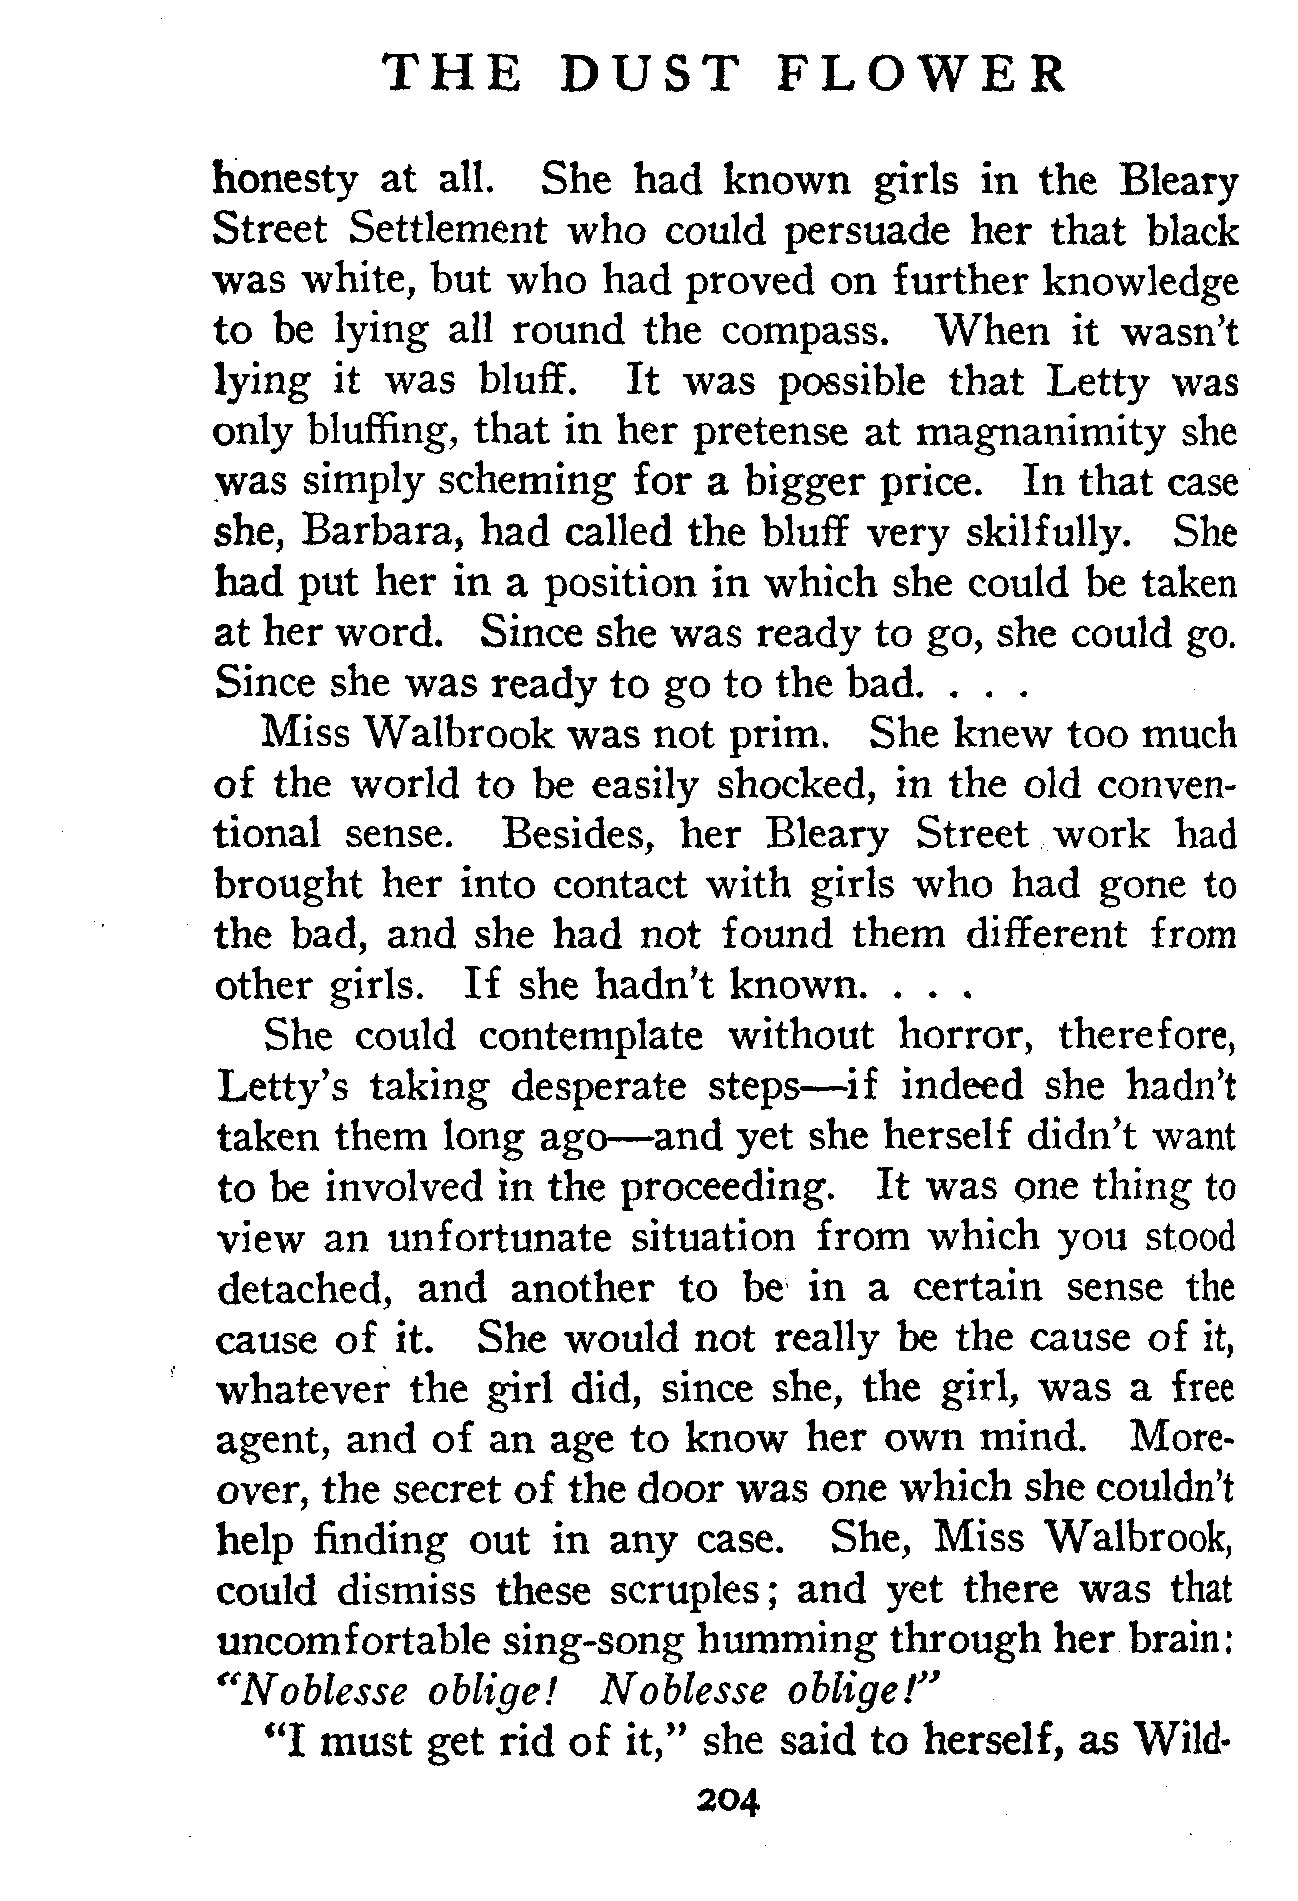 THE DUST FLOWER
honesty at all. She had known girls in the Bleary
Street Settlement who could persuade her that black
was white, but who had proved on further knowledge
to be lying all round the compass. When it wasn't
lying it was bluff. It was possible that Letty was
only bluffing, that in her pretense at magnanimity she
was simply scheming for a bigger price. In that case
she, Barbara, had called the bluff very skilfully. She
had put her in a position in which she could be taken
at her word. Since she was ready to go, she could go.
Since she was ready to go to the bad. . . .
Miss Walbrook was not prim. She knew too much
of the world to be easily shocked, in the old conven-
tional sense. Besides, her Bleary Street work had
brought her into contact with girls who had gone to
the bad, and she had not found them different from
other girls. If she hadn't known. . . .
She could contemplate without horror, therefore,
Letty's taking desperate steps—if indeed she hadn't
taken them long ago—and yet she herself didn't want
to be involved in the proceeding. It was one thing to
view an unfortunate situation from which you stood
detached, and another to be in a certain sense the
cause of it. She would not really be the cause of it,
whatever the girl did, since she, the girl, was a free
agent, and of an age to know her own mind. More-
over, the secret of the door was one which she couldn't
help finding out in any case. She, Miss Walbrook,
could dismiss these scruples; and yet there was that
uncomfortable sing-song humming through her brain:
"Noblesse oblige! Noblesse oblige!"
"I must get rid of it," she said to herself, as Wild-
204